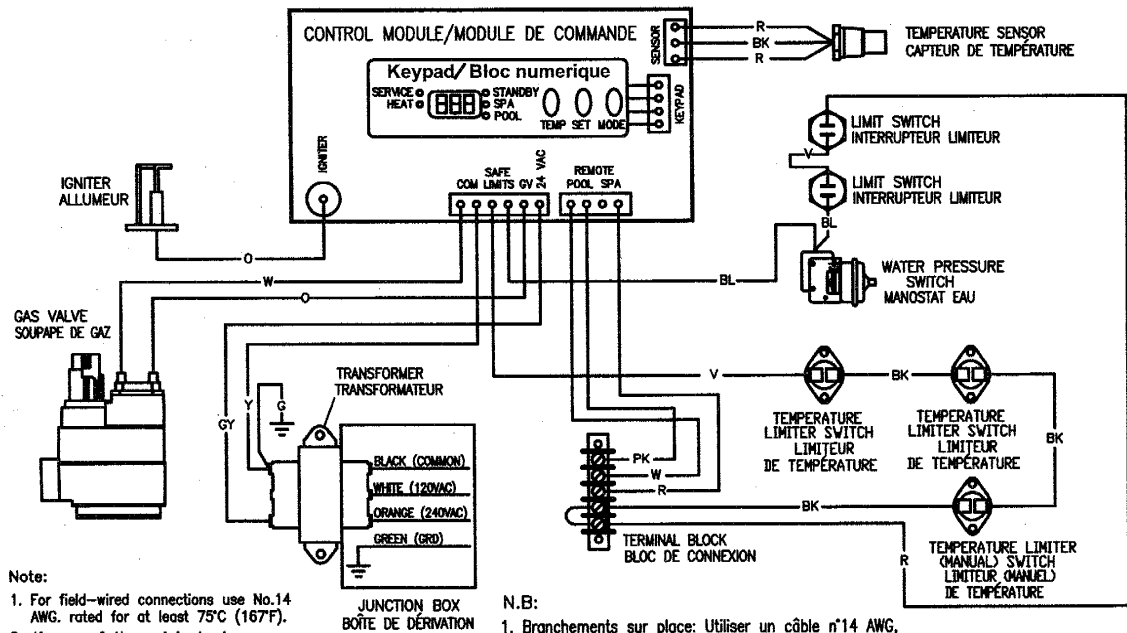 CONTROL MODULE/MODULE DE COMMANDE
SENSOR
R
BK
R
TEMPERATURE SENSOR
CAPTEUR DE TEMPÉRATURE
Keypad/Bloc numerique
SERVICE
HEAT
888
STANDBY
SPA
POOL
TEMP SET MODE
KEYPAD
LIMIT SWITCH
INTERRUPTEUR LIMITEUR
V
IGNITER
ALLUMEUR
IGNITER
SAFE
COM LIMITS GV 24 VAC
REMOTE
POOL SPA
LIMIT SWITCH
INTERRUPTEUR LIMITEUR
BL
O
W
BL
WATER PRESSURE
SWITCH
MANOSTAT EAU
O
GAS VALVE
SOUPAPE DE GAZ
TRANSFORMER
TRANSFORMATEUR
V
BK
GY
Y
G
TEMPERATURE
LIMITER SWITCH
LIMITEUR
DE TEMPÉRATURE
TEMPERATURE
LIMITER SWITCH
LIMITEUR
DE TEMPÉRATURE
BK
BLACK (COMMON)
WHITE (120VAC)
ORANGE (240VAC)
GREEN (GRD)
PK
W
R
BK
TERMINAL BLOCK
BLOC DE CONNEXION
R
TEMPERATURE LIMITER
(MANUAL) SWITCH
LIMITEUR (MANUEL)
DE TEMPÉRATURE
JUNCTION BOX
BOÎTE DE DÉRIVATION
Note:
1. For field-wired connections use No.14
AWG. rated for at least 75°C (167°F).
N.B:
1. Branchements sur place: Utiliser un câble n°14 AWG,